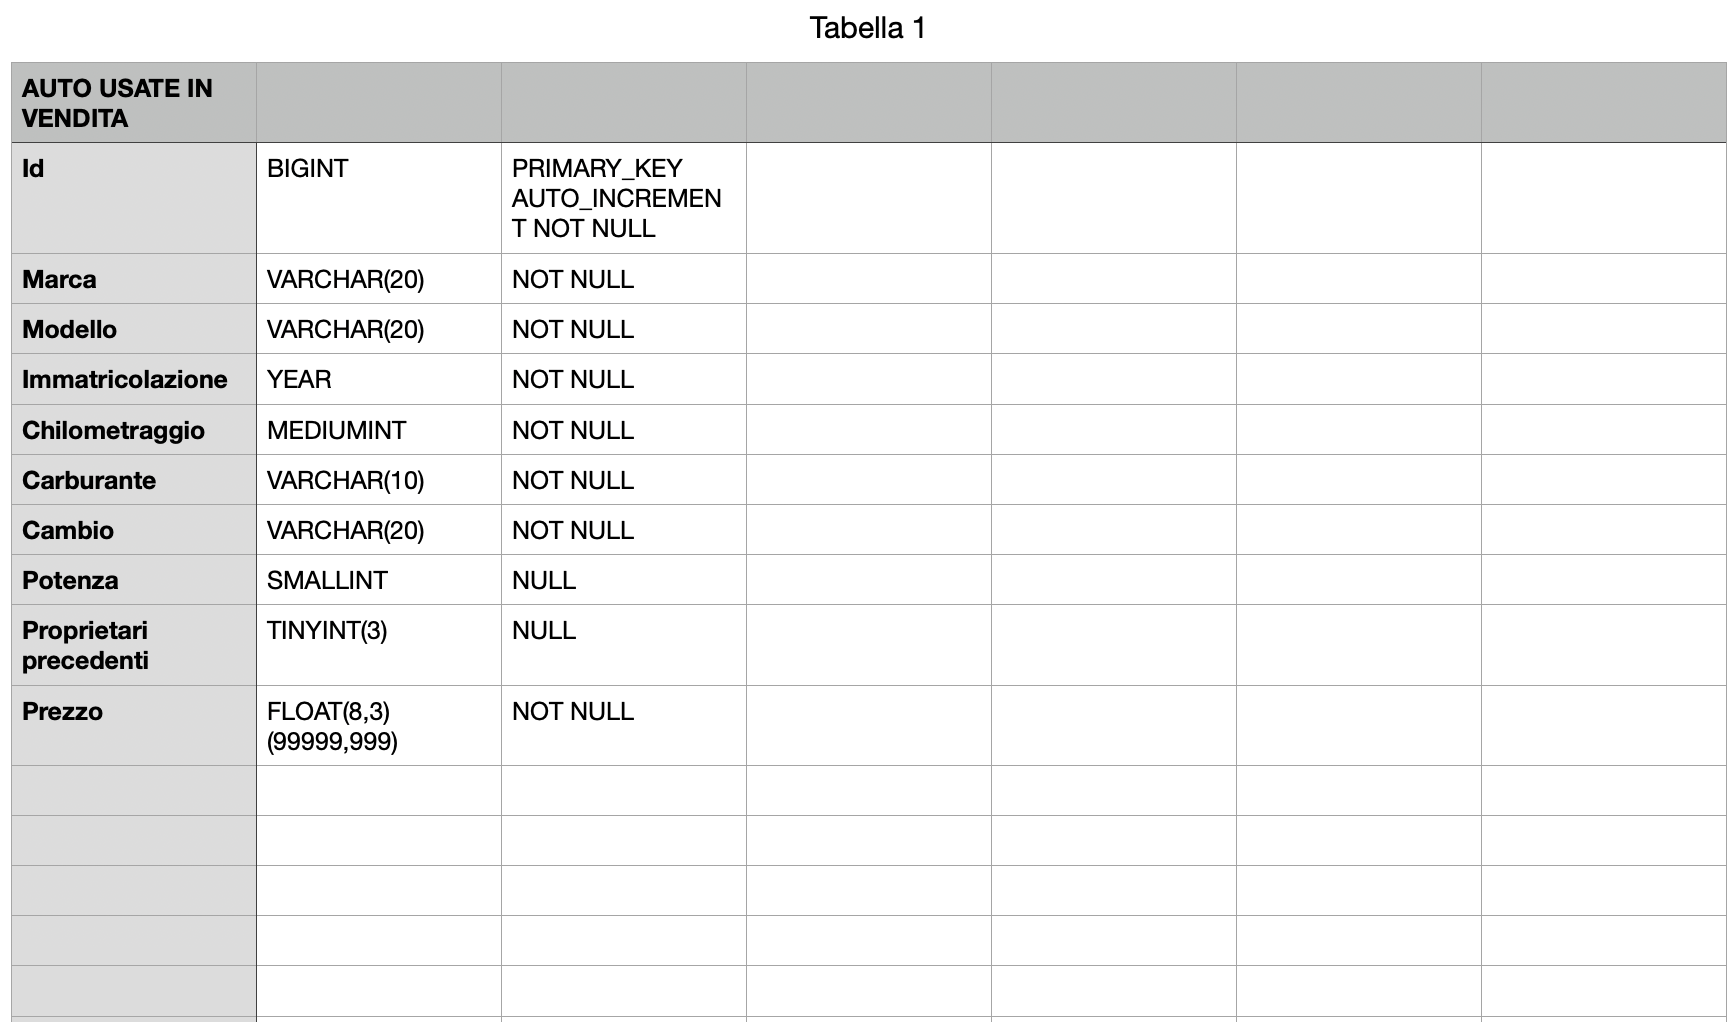 Tabella 1
AUTO USATE IN
VENDITA
Id
BIGINT
PRIMARY_KEY
AUTO_INCREMEN
T NOT NULL
Marca
VARCHAR(20)
NOT NULL
Modello
VARCHAR(20)
NOT NULL
Immatricolazione
YEAR
NOT NULL
Chilometraggio
MEDIUMINT
NOT NULL
Carburante
VARCHAR(10)
NOT NULL
Cambio
VARCHAR(20)
NOT NULL
Potenza
SMALLINT
NULL
Proprietari
precedenti
TINYINT(3)
NULL
Prezzo
FLOAT(8,3)
(99999,999)
NOT NULL